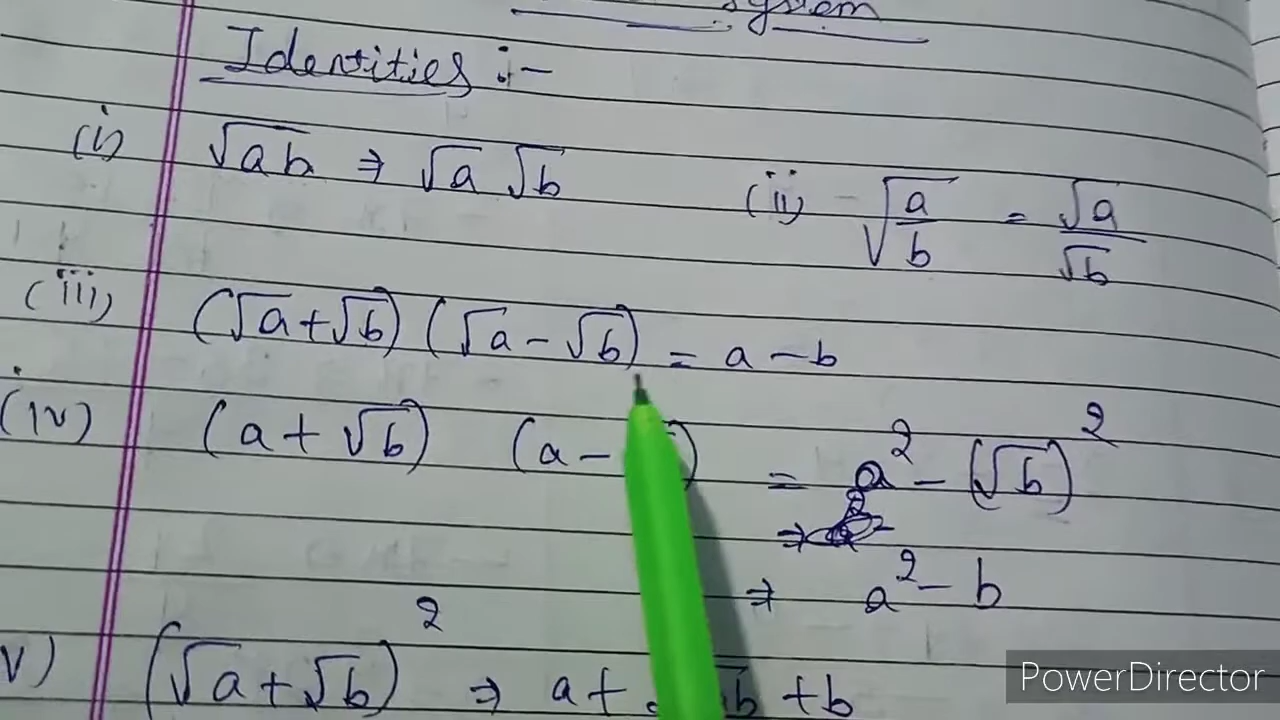 System
Identities :-
(i) √ab ⇒ √a √b (ii) √(a/b) = √a/√b
(iii) (√a+√b) (√a-√b) = a-b
(iv) (a+√b) (a- ) = a² - (√b)²
⇒
⇒ a² - b
v) (√a+√b)² ⇒ a+ b +b
PowerDirector